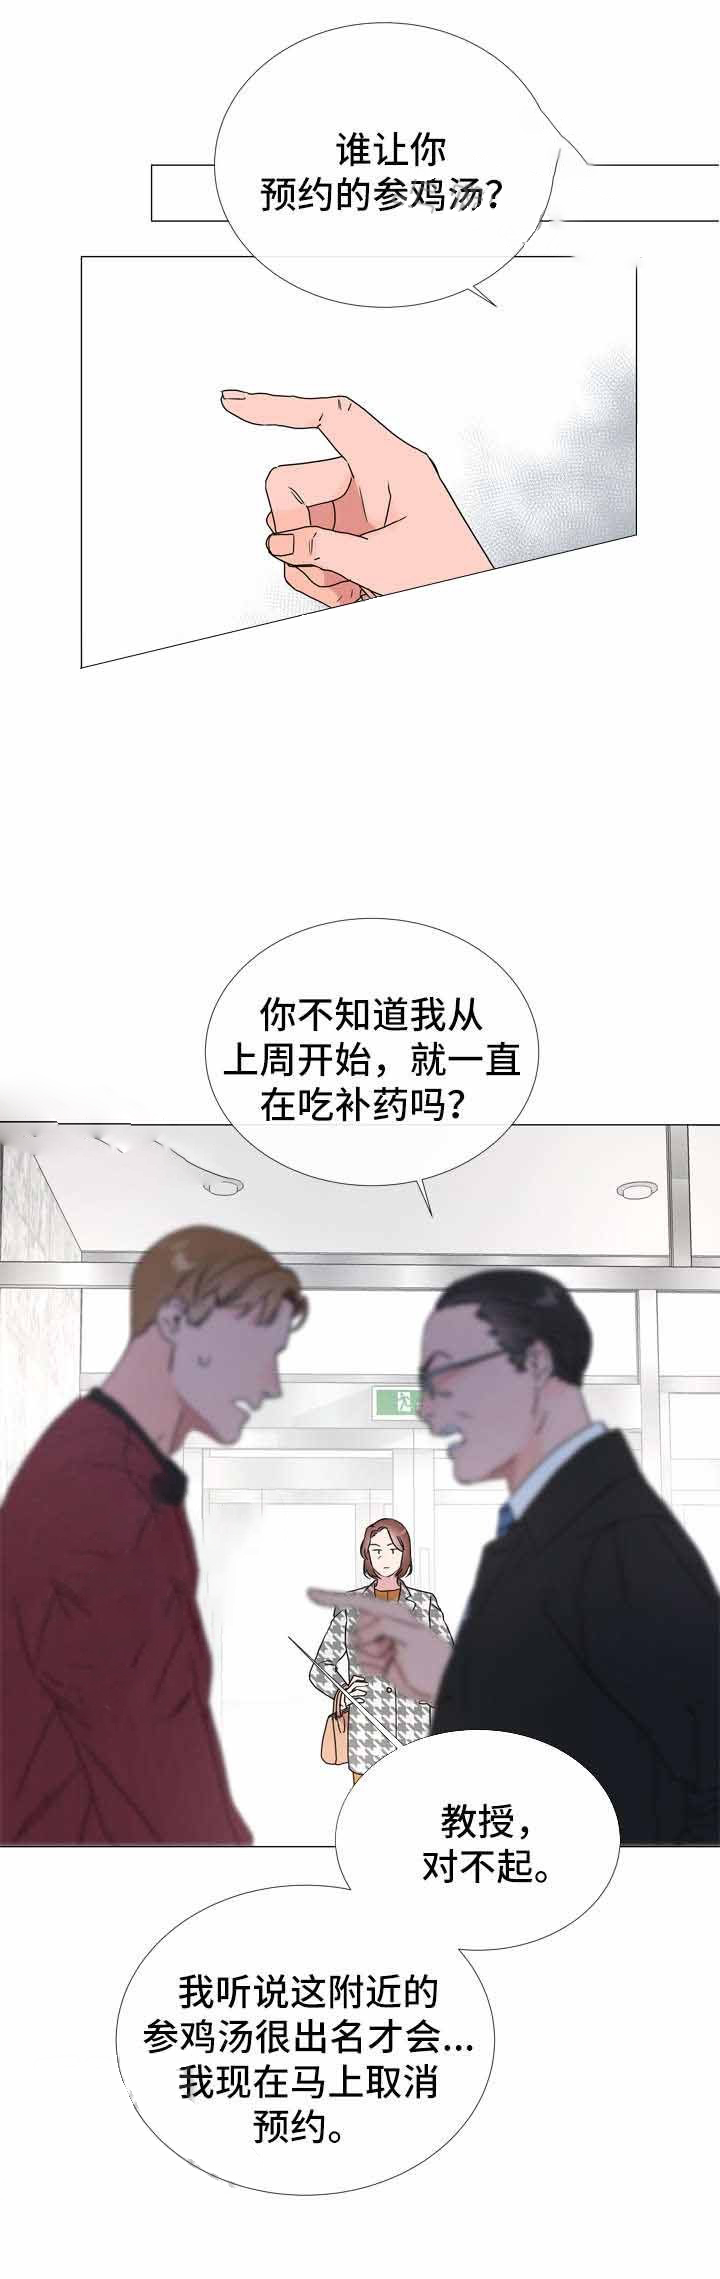 谁让你
预约的参鸡汤？
你不知道我从
上周开始，就一直
在吃补药吗？
教授，
对不起。
我听说这附近的
参鸡汤很出名才会...
我现在马上取消
预约。